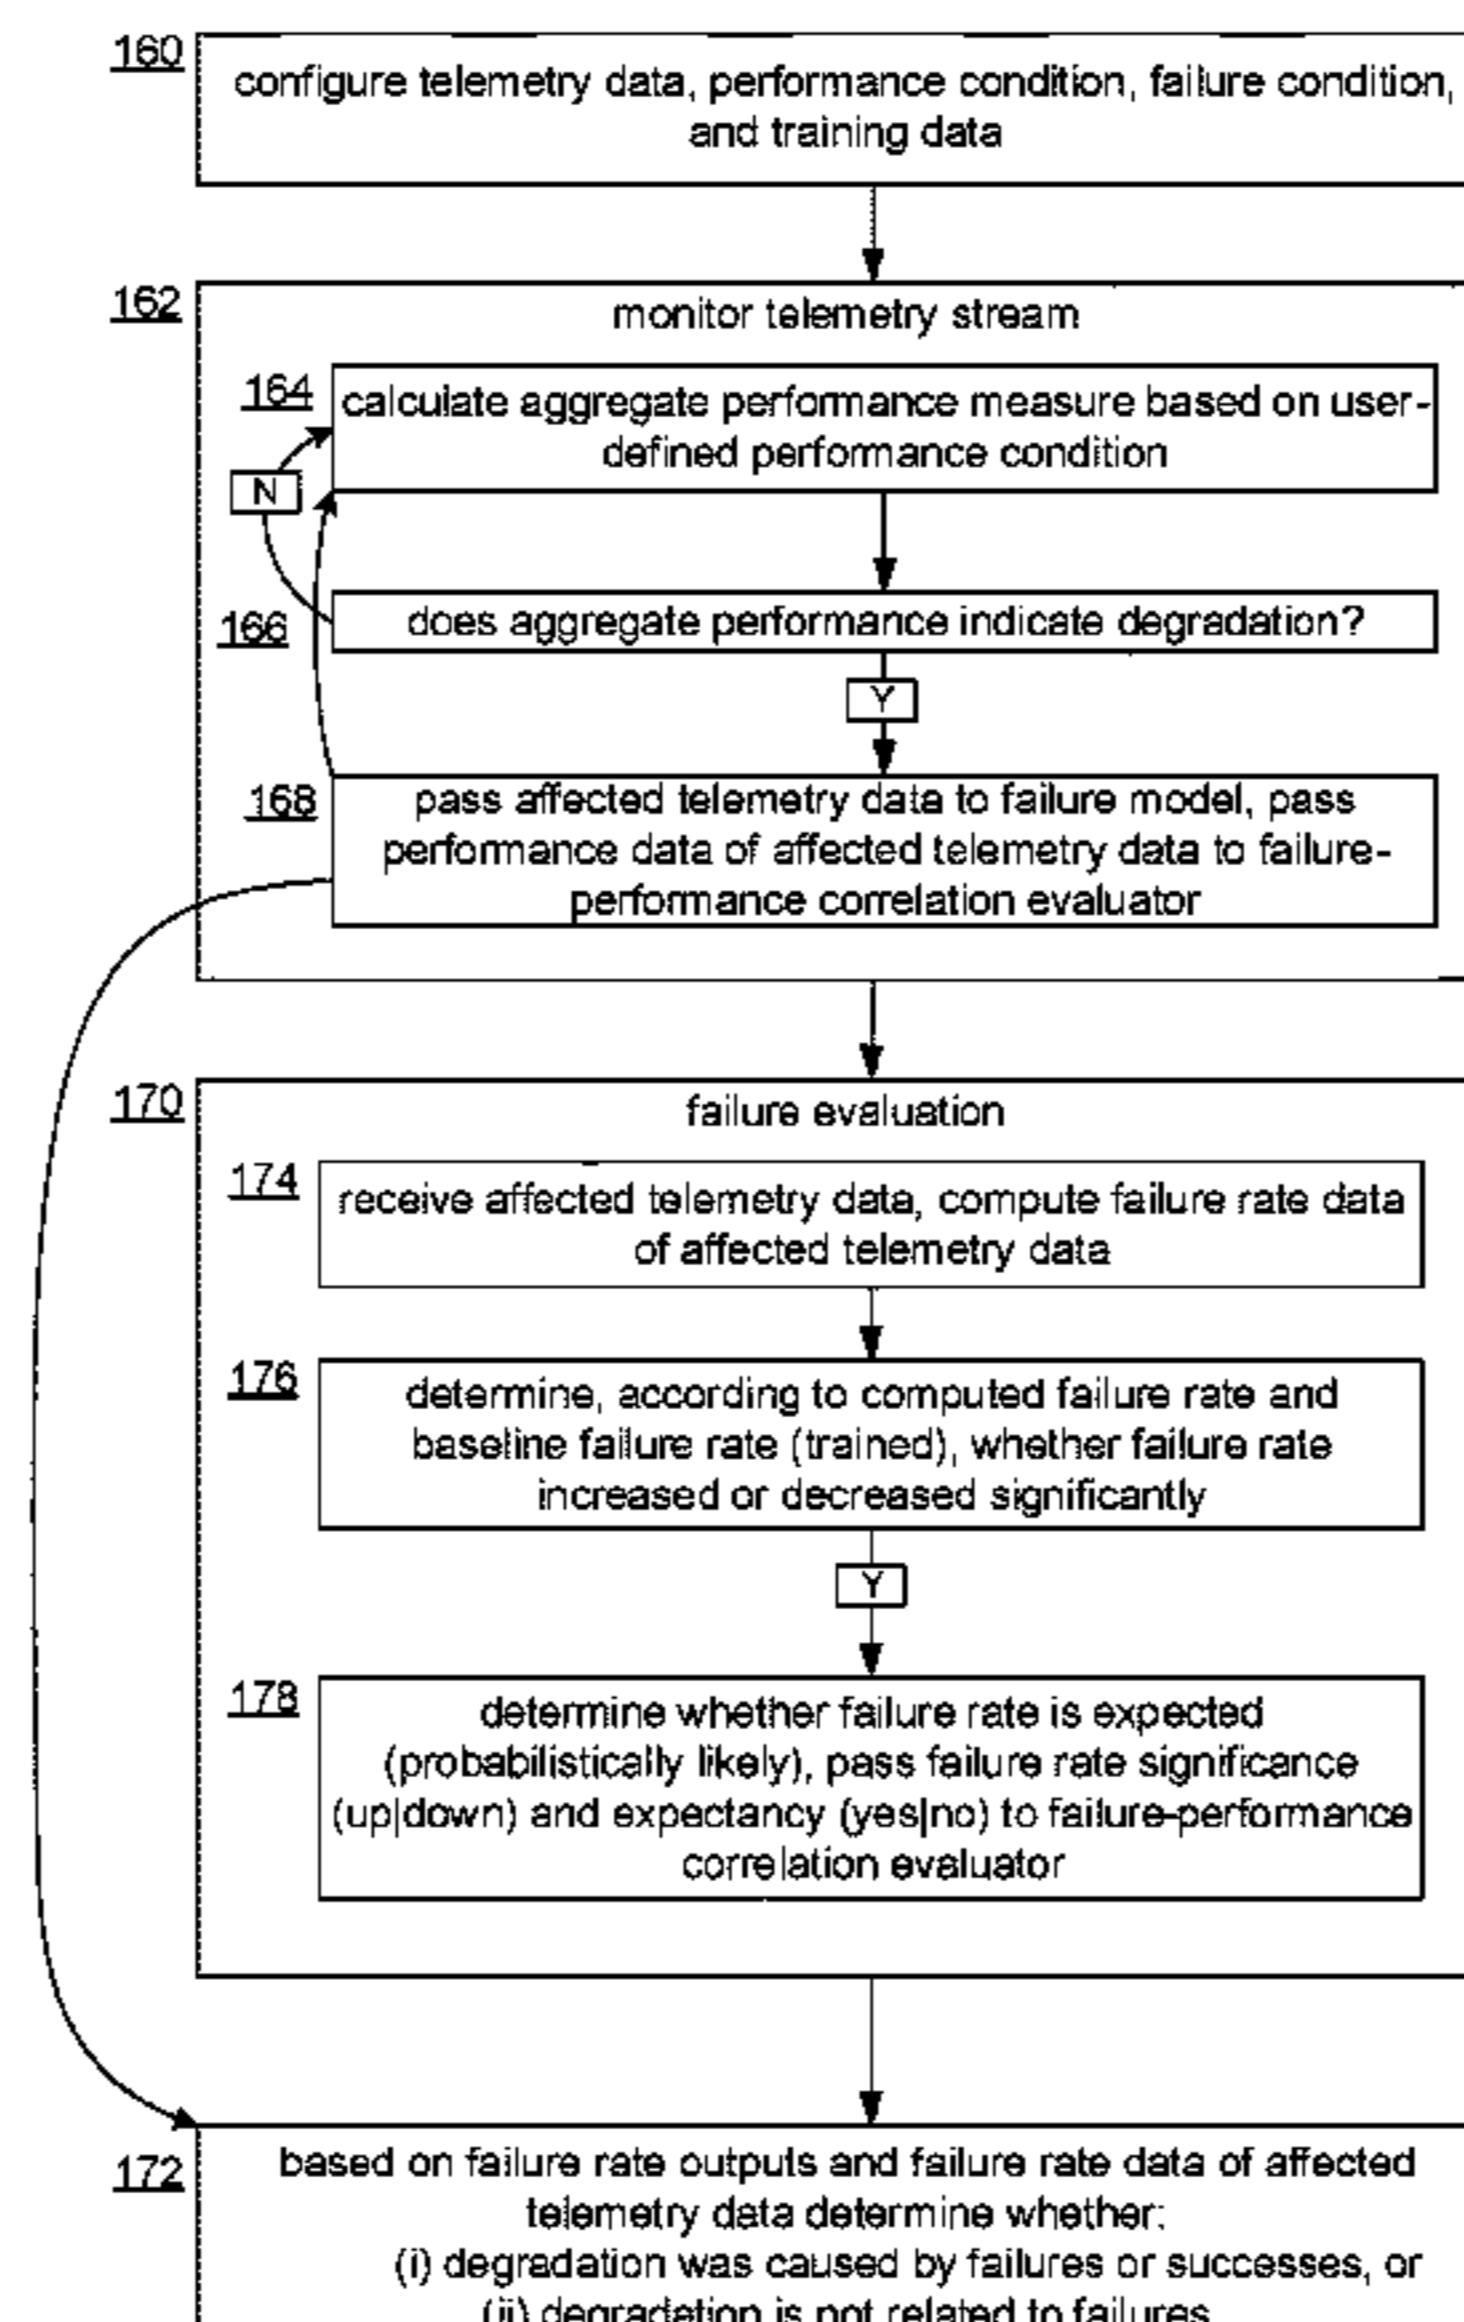 160
configure telemetry data, performance condition, failure condition,
and training data
162
monitor telemetry stream
164
calculate aggregate performance measure based on user-
defined performance condition
N
166
does aggregate performance indicate degradation?
Y
168
pass affected telemetry data to failure model, pass
performance data of affected telemetry data to failure-
performance correlation evaluator
170
failure evaluation
174
receive affected telemetry data, compute failure rate data
of affected telemetry data
176
determine, according to computed failure rate and
baseline failure rate (trained), whether failure rate
increased or decreased significantly
Y
178
determine whether failure rate is expected
(probabilistically likely), pass failure rate significance
(up|down) and expectancy (yes|no) to failure-performance
correlation evaluator
172
based on failure rate outputs and failure rate data of affected
telemetry data determine whether:
(i) degradation was caused by failures or successes, or
(ii) degradation is not related to failures